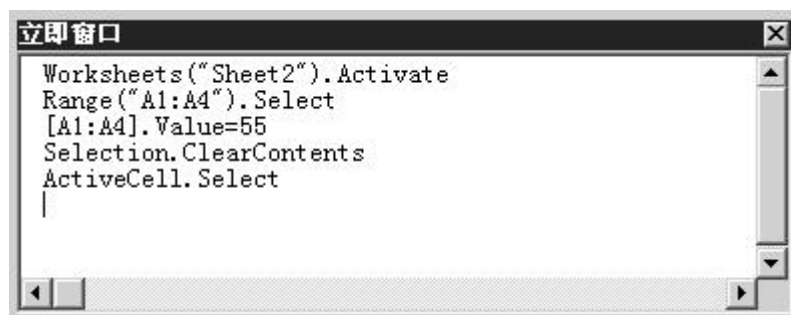 立即窗口
Worksheets("Sheet2").Activate
Range("A1:A4").Select
[A1:A4].Value=55
Selection.ClearContents
ActiveCell.Select